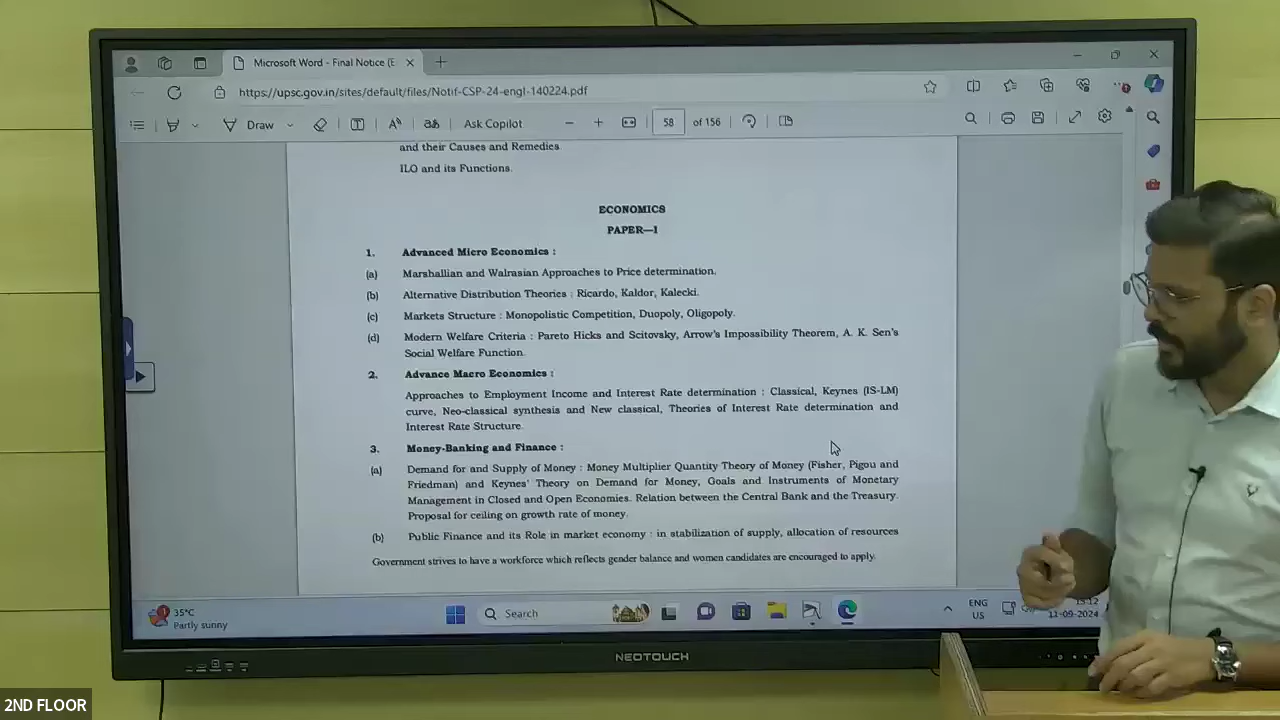 Microsoft Word - Final Notice (E
https://upsc.gov.in/sites/default/files/Notif-CSP-24-engl-140224.pdf
Draw
Ask Copilot
58 of 156
and their Causes and Remedies
ILO and its Functions.
ECONOMICS
PAPER—I
1. Advanced Micro Economics :
(a) Marshallian and Walrasian Approaches to Price determination.
(b) Alternative Distribution Theories : Ricardo, Kaldor, Kalecki.
(c) Markets Structure : Monopolistic Competition, Duopoly, Oligopoly.
(d) Modern Welfare Criteria : Pareto Hicks and Scitovsky, Arrow's Impossibility Theorem, A. K. Sen's
Social Welfare Function.
2. Advance Macro Economics :
Approaches to Employment Income and Interest Rate determination : Classical, Keynes (IS-LM)
curve, Neo-classical synthesis and New classical, Theories of Interest Rate determination and
Interest Rate Structure.
3. Money-Banking and Finance :
(a) Demand for and Supply of Money : Money Multiplier Quantity Theory of Money (Fisher, Pigou and
Friedman) and Keynes' Theory on Demand for Money, Goals and Instruments of Monetary
Management in Closed and Open Economies. Relation between the Central Bank and the Treasury.
Proposal for ceiling on growth rate of money.
(b) Public Finance and its Role in market economy : in stabilization of supply, allocation of resources
Government strives to have a workforce which reflects gender balance and women candidates are encouraged to apply.
35°C
Partly sunny
Search
ENG
US
11-09-2024
NEOTOUCH
2ND FLOOR